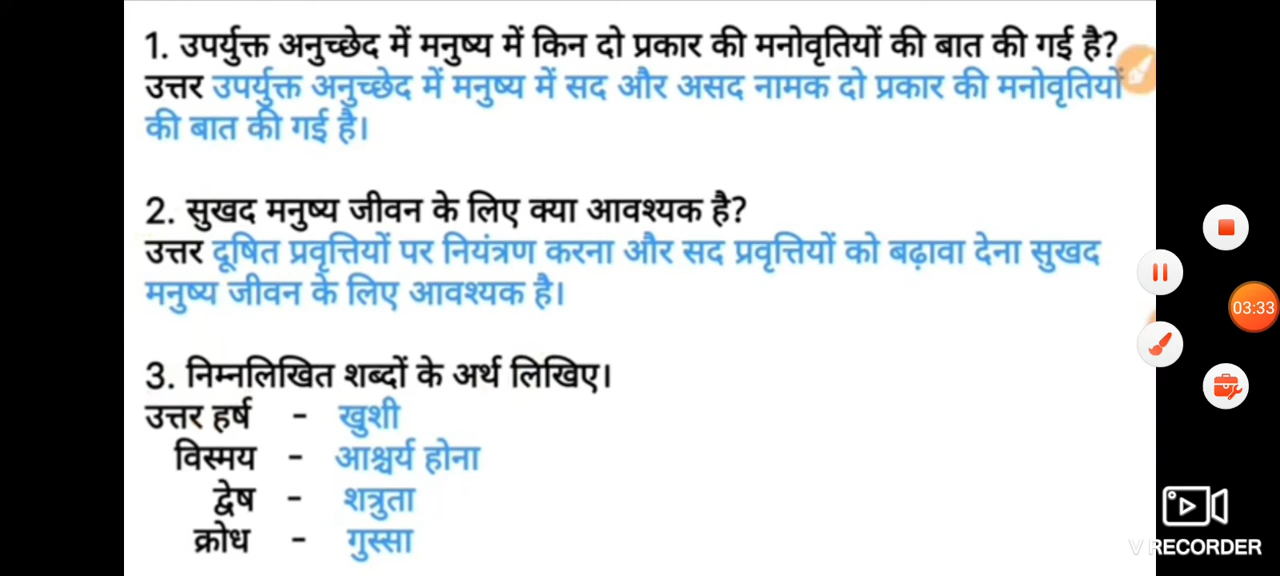 1. उपर्युक्त अनुच्छेद में मनुष्य में किन दो प्रकार की मनोवृतियों की बात की गई है?
उत्तर उपर्युक्त अनुच्छेद में मनुष्य में सद और असद नामक दो प्रकार की मनोवृतियों
की बात की गई है।
2. सुखद मनुष्य जीवन के लिए क्या आवश्यक है?
उत्तर दूषित प्रवृत्तियों पर नियंत्रण करना और सद प्रवृत्तियों को बढ़ावा देना सुखद
मनुष्य जीवन के लिए आवश्यक है।
3. निम्नलिखित शब्दों के अर्थ लिखिए।
उत्तर हर्ष - खुशी
विस्मय - आश्चर्य होना
द्वेष - शत्रुता
क्रोध - गुस्सा
03:33
V RECORDER